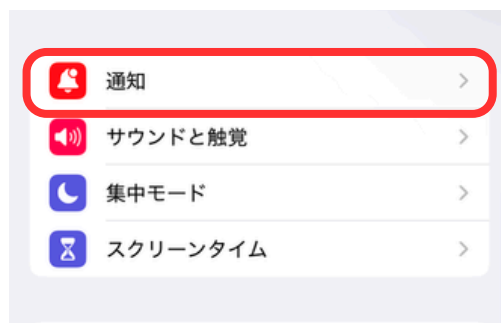 通知
サウンドと触覚
集中モード
スクリーンタイム